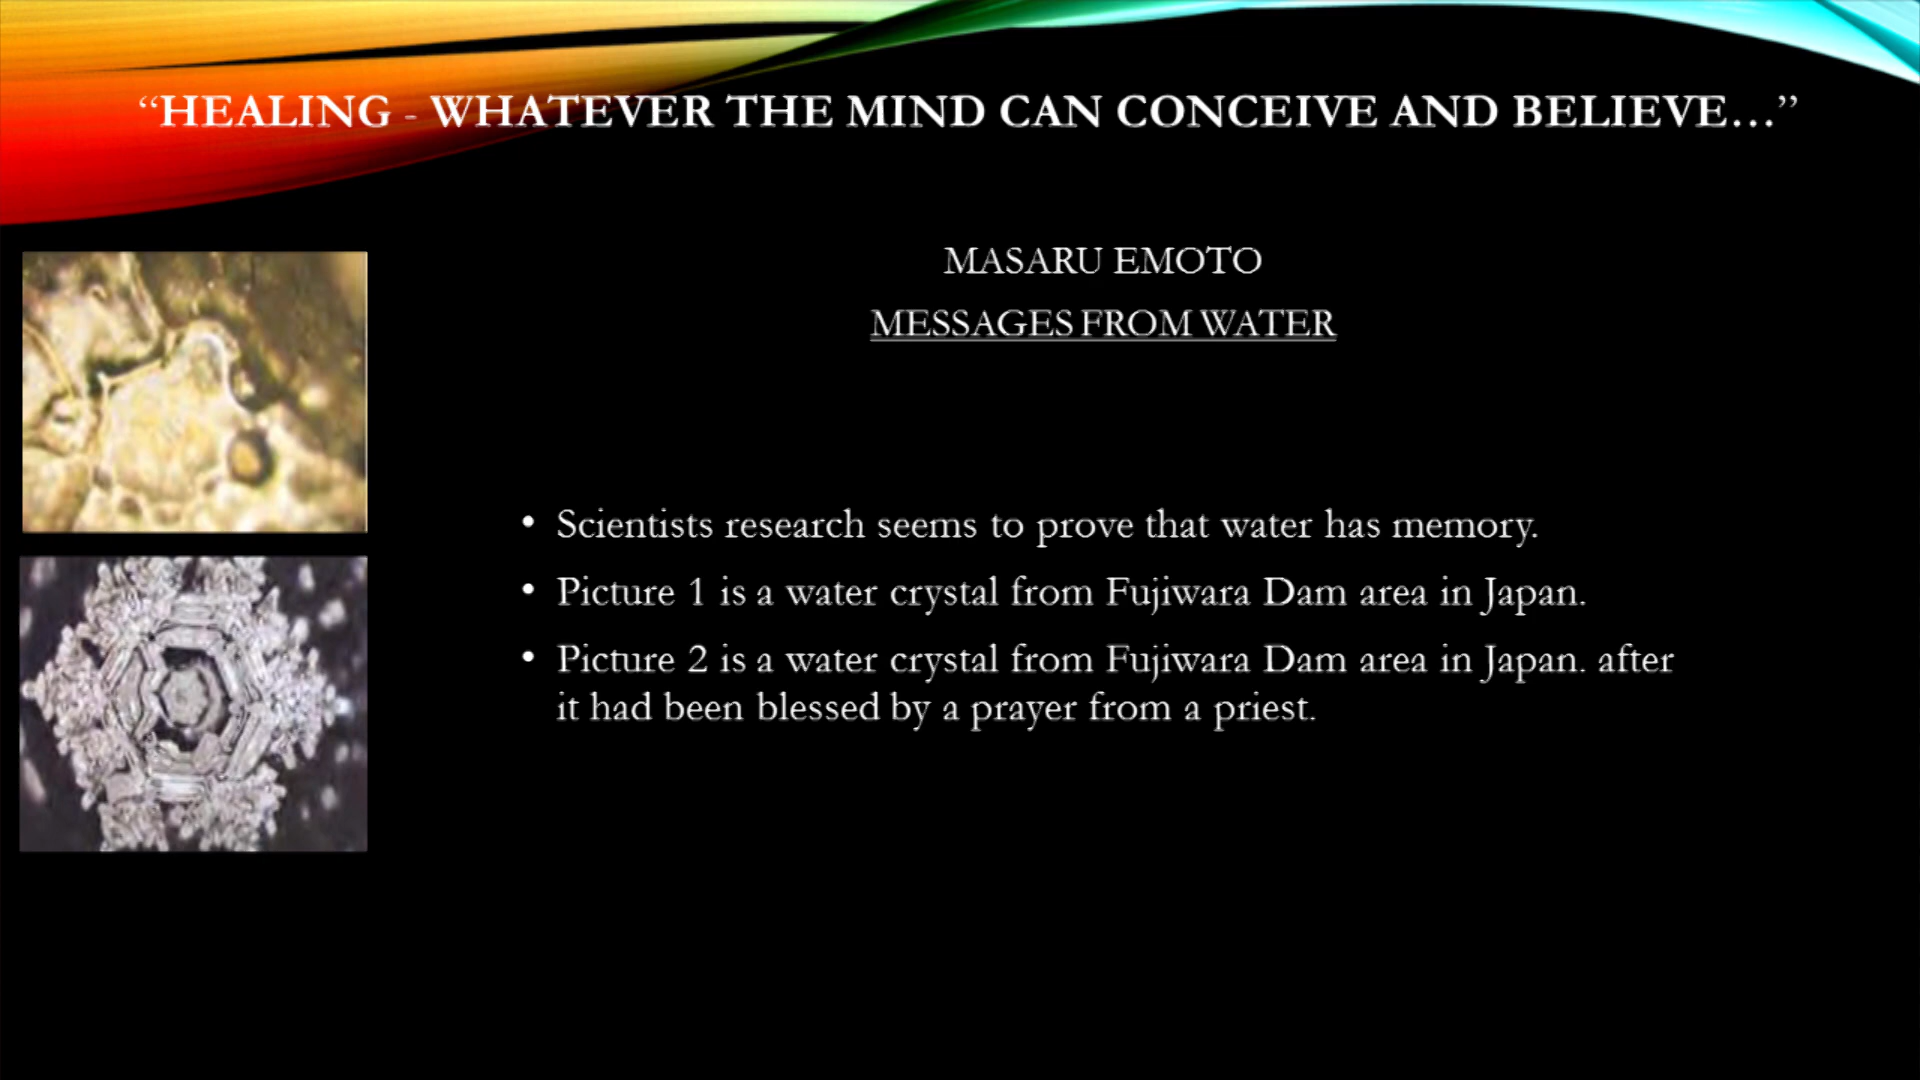 “HEALING - WHATEVER THE MIND CAN CONCEIVE AND BELIEVE…”
MASARU EMOTO
MESSAGES FROM WATER
• Scientists research seems to prove that water has memory.
• Picture 1 is a water crystal from Fujiwara Dam area in Japan.
• Picture 2 is a water crystal from Fujiwara Dam area in Japan. after
it had been blessed by a prayer from a priest.